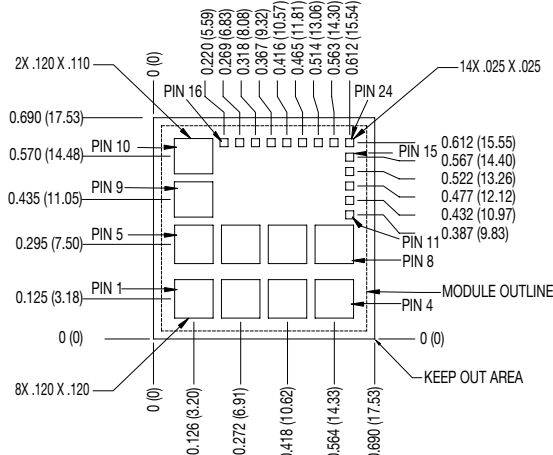 0 (0)
0.220 (5.59)
0.269 (6.83)
0.318 (8.08)
0.367 (9.32)
0.416 (10.57)
0.465 (11.81)
0.514 (13.06)
0.563 (14.30)
0.612 (15.54)
2X .120 X .110
PIN 16
PIN 24
14X .025 X .025
0.690 (17.53)
0.570 (14.48)
PIN 10
0.435 (11.05)
PIN 9
0.295 (7.50)
PIN 5
0.125 (3.18)
PIN 1
0 (0)
PIN 15
0.612 (15.55)
0.567 (14.40)
0.522 (13.26)
0.477 (12.12)
0.432 (10.97)
0.387 (9.83)
PIN 11
PIN 8
MODULE OUTLINE
PIN 4
0 (0)
KEEP OUT AREA
8X .120 X .120
0 (0)
0.126 (3.20)
0.272 (6.91)
0.418 (10.62)
0.564 (14.33)
0.690 (17.53)